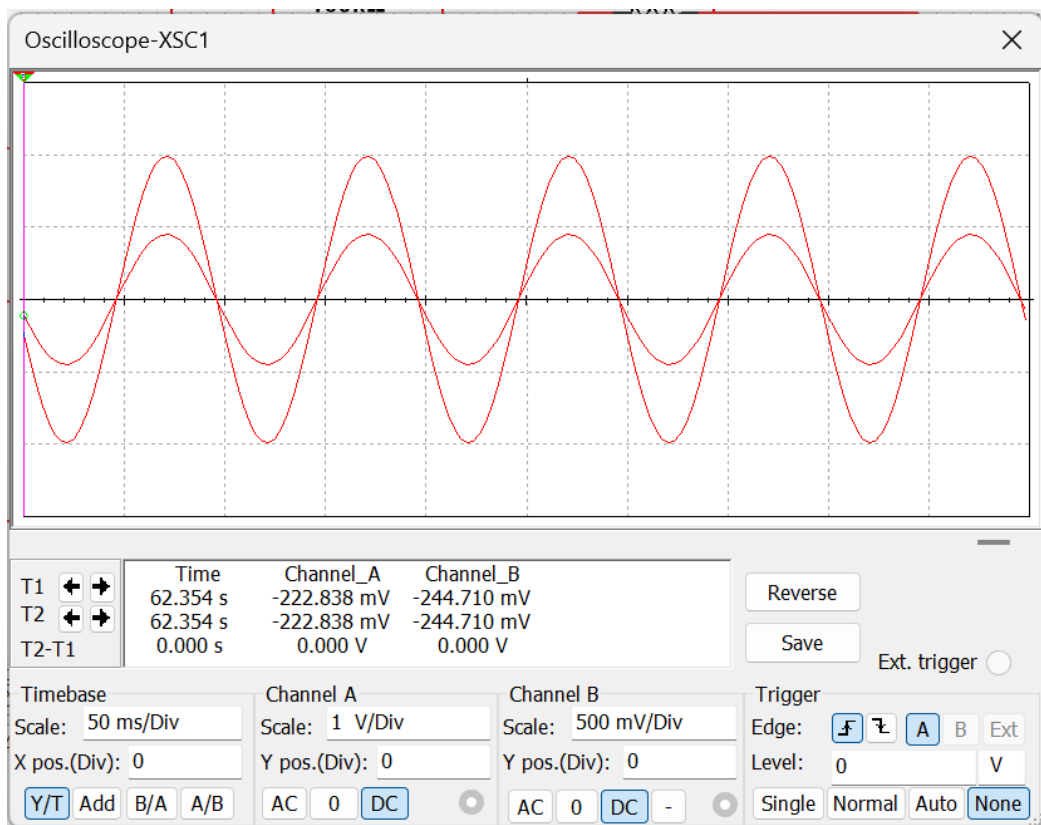 Oscilloscope-XSC1
Time Channel_A Channel_B
T1 62.354 s -222.838 mV -244.710 mV
T2 62.354 s -222.838 mV -244.710 mV
T2-T1 0.000 s 0.000 V 0.000 V
Reverse
Save
Ext. trigger
Timebase
Scale: 50 ms/Div
X pos.(Div): 0
Y/T Add B/A A/B
Channel A
Scale: 1 V/Div
Y pos.(Div): 0
AC 0 DC
Channel B
Scale: 500 mV/Div
Y pos.(Div): 0
AC 0 DC -
Trigger
Edge: A B Ext
Level: 0 V
Single Normal Auto None